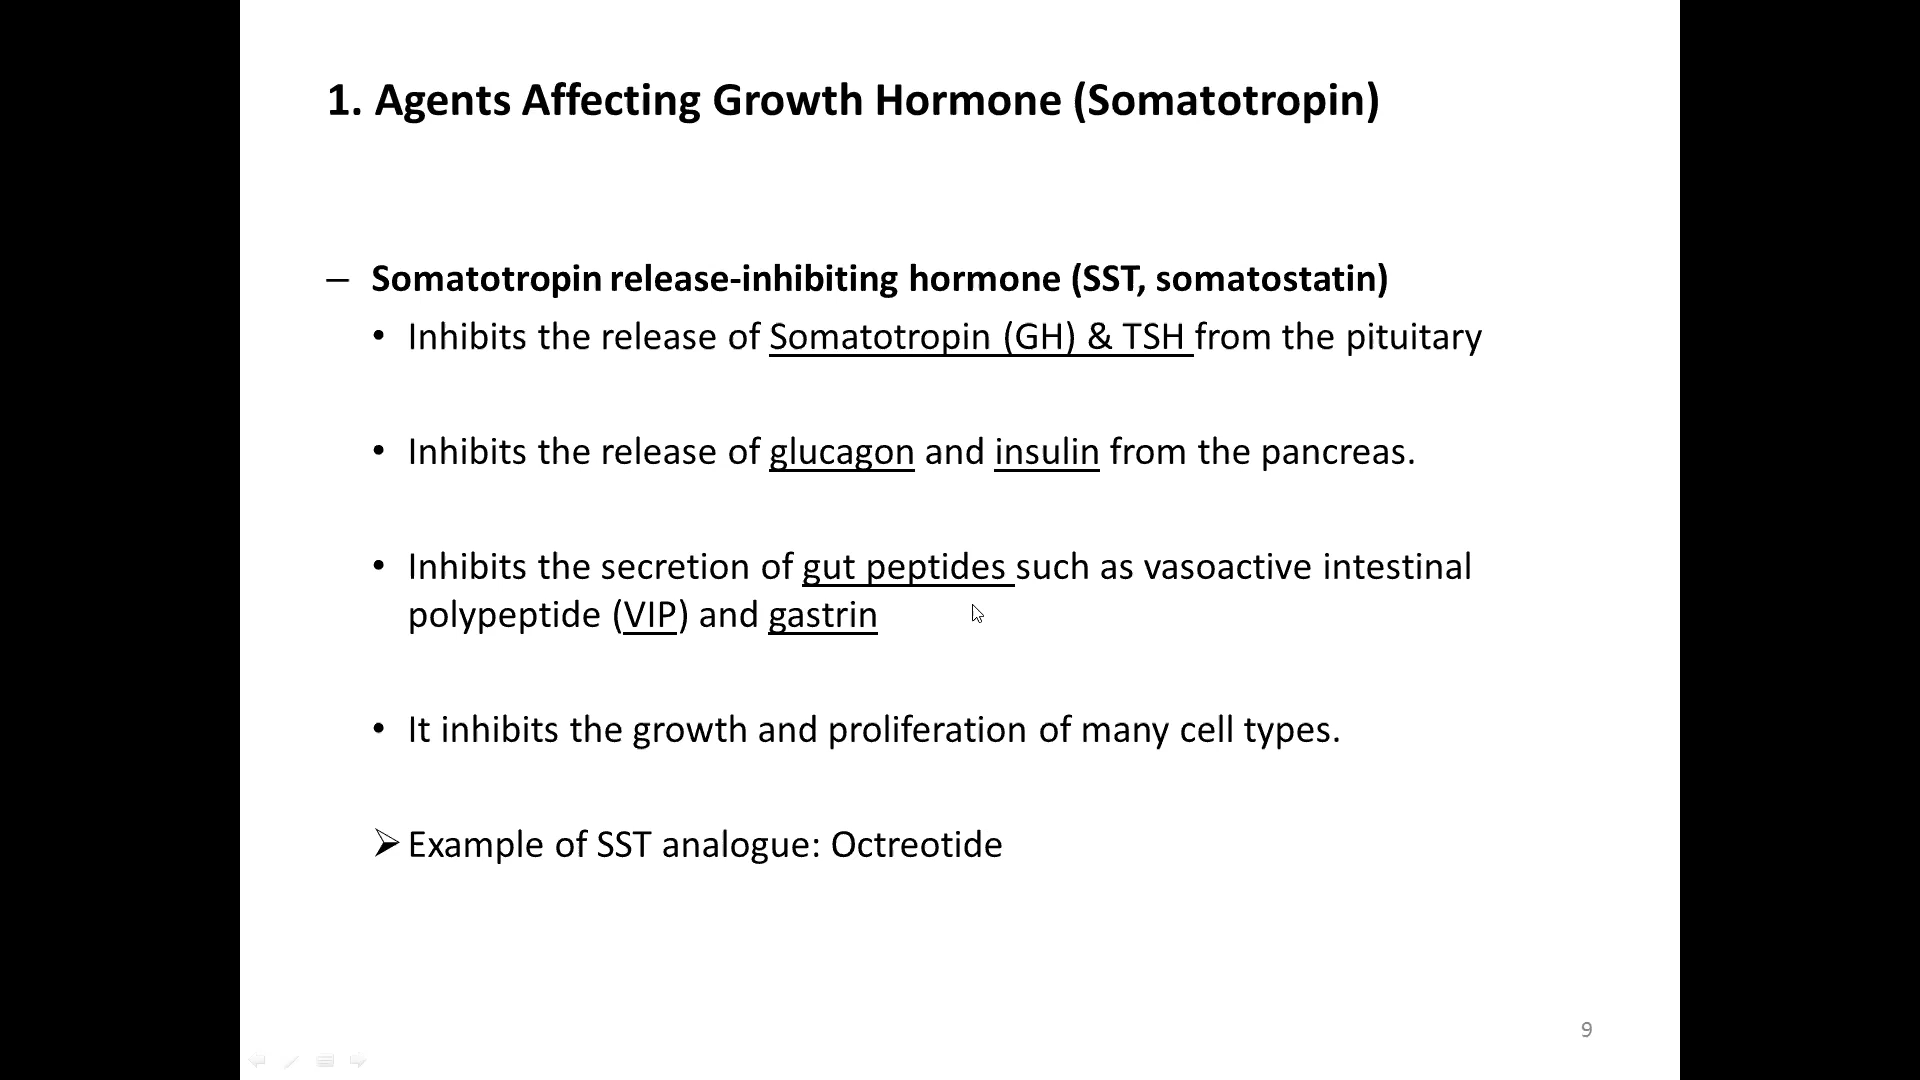 1. Agents Affecting Growth Hormone (Somatotropin)
– Somatotropin release-inhibiting hormone (SST, somatostatin)
• Inhibits the release of Somatotropin (GH) & TSH from the pituitary
• Inhibits the release of glucagon and insulin from the pancreas.
• Inhibits the secretion of gut peptides such as vasoactive intestinal
polypeptide (VIP) and gastrin
• It inhibits the growth and proliferation of many cell types.
➢ Example of SST analogue: Octreotide
9